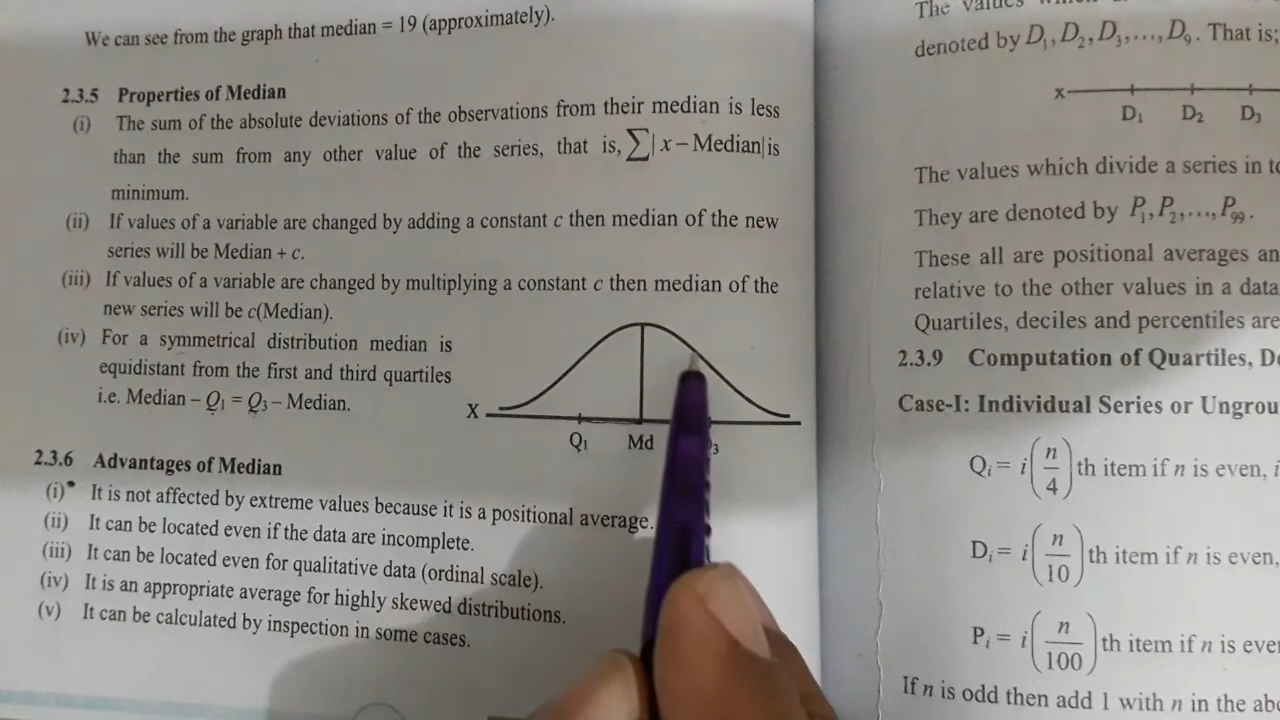 We can see from the graph that median = 19 (approximately).
2.3.5 Properties of Median
(i) The sum of the absolute deviations of the observations from their median is less
than the sum from any other value of the series, that is, ∑|x − Median| is
minimum.
(ii) If values of a variable are changed by adding a constant c then median of the new
series will be Median + c.
(iii) If values of a variable are changed by multiplying a constant c then median of the
new series will be c(Median).
(iv) For a symmetrical distribution median is
equidistant from the first and third quartiles
i.e. Median − Q₁ = Q₃ − Median.
X
Q₁ Md ₃
2.3.6 Advantages of Median
(i) It is not affected by extreme values because it is a positional average.
(ii) It can be located even if the data are incomplete.
(iii) It can be located even for qualitative data (ordinal scale).
(iv) It is an appropriate average for highly skewed distributions.
(v) It can be calculated by inspection in some cases.
The values
denoted by D₁, D₂, D₃, ..., D₉. That is;
x
D₁ D₂ D₃
The values which divide a series in
They are denoted by P₁, P₂, ..., P₉₉.
These all are positional averages
relative to the other values in a data
Quartiles, deciles and percentiles are
2.3.9 Computation of Quartiles,
Case-I: Individual Series or
Qᵢ = i(n/4) th item if n is even,
Dᵢ = i(n/10) th item if n is even,
Pᵢ = i(n/100) th item if n is
If n is odd then add 1 with n in the